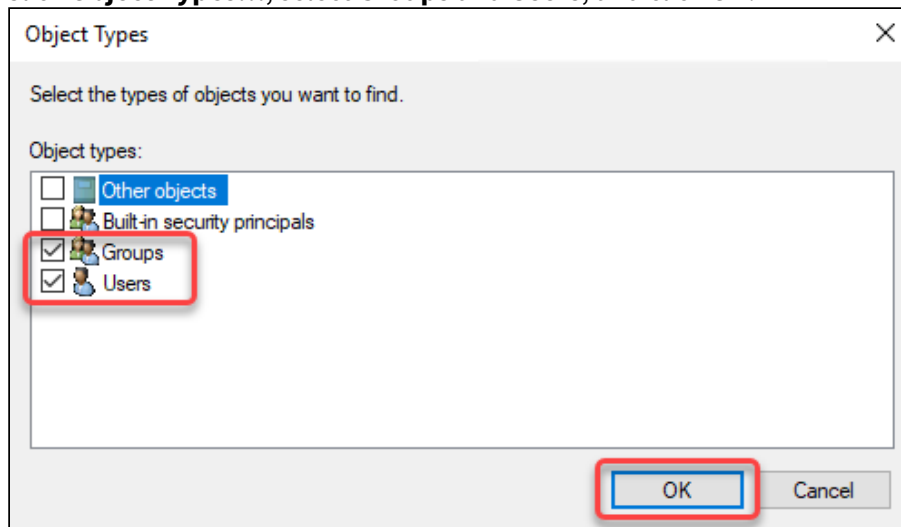 Object Types
Select the types of objects you want to find.
Object types:
Other objects
Built-in security principals
Groups
Users
OK Cancel